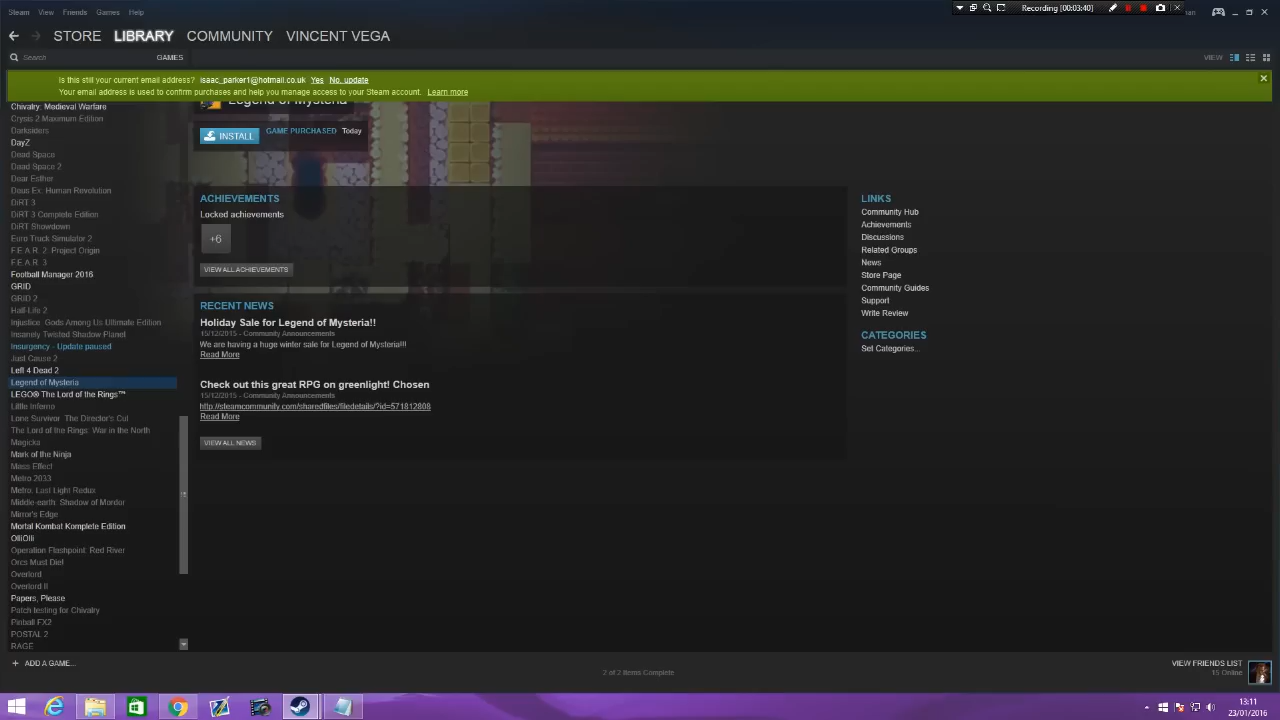 Steam View Friends Games Help
Recording [00:03:40]
STORE LIBRARY COMMUNITY VINCENT VEGA
Search GAMES
VIEW
Is this still your current email address? isaac_parker1@hotmail.co.uk Yes No, update
Your email address is used to confirm purchases and help you manage access to your Steam account. Learn more
Chivalry: Medieval Warfare
Crysis 2 Maximum Edition
Darksiders
DayZ
Dead Space
Dead Space 2
Dear Esther
Deus Ex: Human Revolution
DiRT 3
DiRT 3 Complete Edition
DiRT Showdown
Euro Truck Simulator 2
F.E.A.R. 2: Project Origin
F.E.A.R. 3
Football Manager 2016
GRID
GRID 2
Half-Life 2
Injustice: Gods Among Us Ultimate Edition
Insanely Twisted Shadow Planet
Insurgency - Update paused
Just Cause 2
Left 4 Dead 2
Legend of Mysteria
LEGO® The Lord of the Rings™
Little Inferno
Lone Survivor: The Director's Cut
The Lord of the Rings: War in the North
Magicka
Mark of the Ninja
Mass Effect
Metro 2033
Metro: Last Light Redux
Middle-earth: Shadow of Mordor
Mirror's Edge
Mortal Kombat Komplete Edition
OlliOlli
Operation Flashpoint: Red River
Orcs Must Die!
Overlord
Overlord II
Papers, Please
Patch testing for Chivalry
Pinball FX2
POSTAL 2
RAGE
ADD A GAME...
Legend of Mysteria
INSTALL GAME PURCHASED Today
ACHIEVEMENTS
Locked achievements
+6
VIEW ALL ACHIEVEMENTS
RECENT NEWS
Holiday Sale for Legend of Mysteria!!
15/12/2015 - Community Announcements
We are having a huge winter sale for Legend of Mysteria!!!
Read More
Check out this great RPG on greenlight! Chosen
15/12/2015 - Community Announcements
http://steamcommunity.com/sharedfiles/filedetails/?id=571812808
Read More
VIEW ALL NEWS
LINKS
Community Hub
Achievements
Discussions
Related Groups
News
Store Page
Community Guides
Support
Write Review
CATEGORIES
Set Categories...
2 of 2 Items Complete
VIEW FRIENDS LIST
15 Online
13:11
23/01/2016